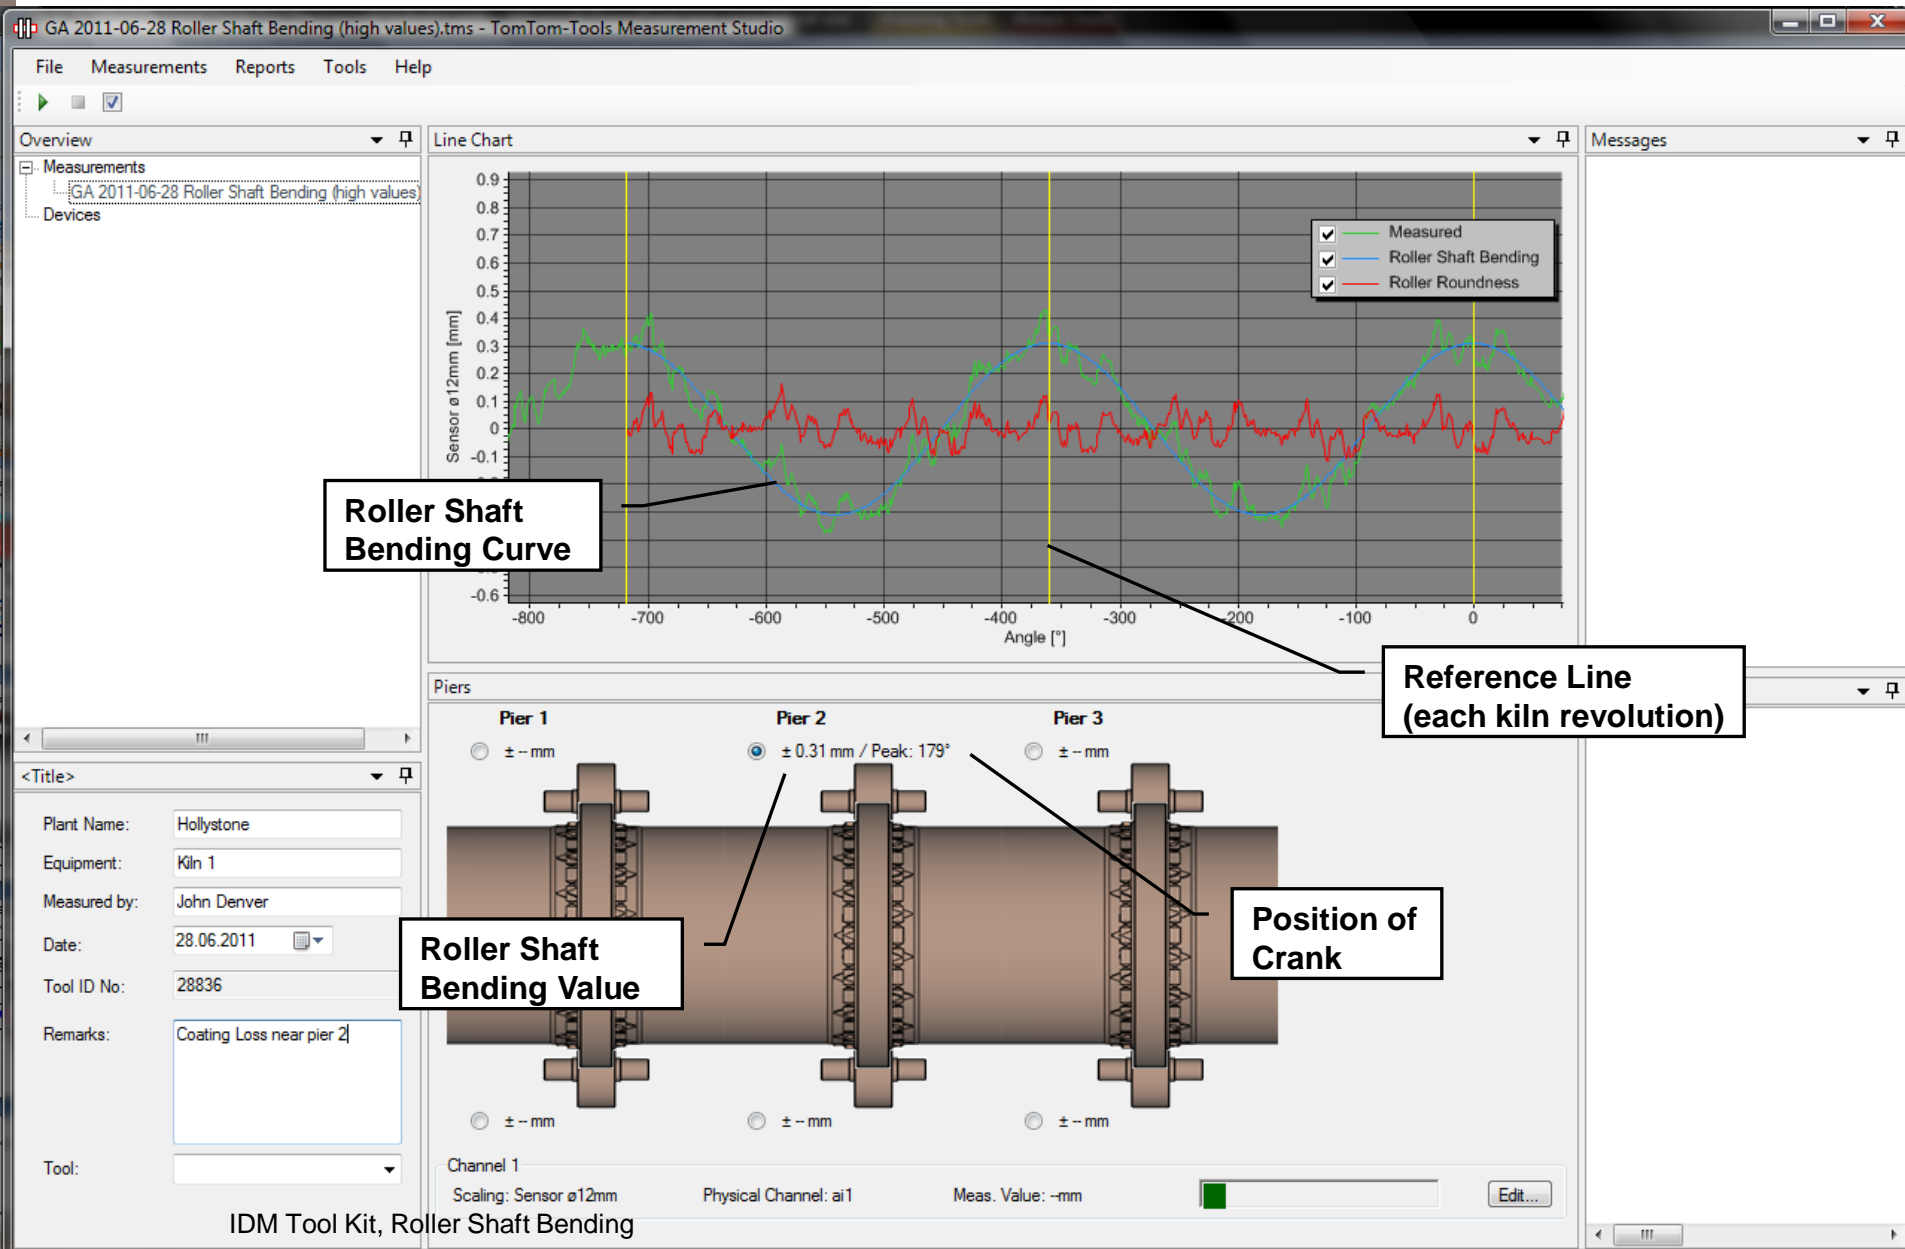 GA 2011-06-28 Roller Shaft Bending (high values).tms - TomTom-Tools Measurement Studio
File Measurements Reports Tools Help
Overview
Measurements
GA 2011-06-28 Roller Shaft Bending (high values)
Devices
Line Chart
Messages
0.9
0.8
0.7
0.6
0.5
0.4
0.3
0.2
0.1
0
-0.1
-0.6
Sensor ø12mm [mm]
Measured
Roller Shaft Bending
Roller Roundness
-800 -700 -600 -500 -400 -300 -200 -100 0
Angle [°]
Roller Shaft
Bending Curve
Reference Line
(each kiln revolution)
Piers
Pier 1 Pier 2 Pier 3
± -- mm ± 0.31 mm / Peak: 179° ± -- mm
Roller Shaft
Bending Value
Position of
Crank
± -- mm ± -- mm ± -- mm
<Title>
Plant Name: Hollystone
Equipment: Kiln 1
Measured by: John Denver
Date: 28.06.2011
Tool ID No: 28836
Remarks: Coating Loss near pier 2
Tool:
Channel 1
Scaling: Sensor ø12mm Physical Channel: ai1 Meas. Value: --mm Edit...
IDM Tool Kit, Roller Shaft Bending